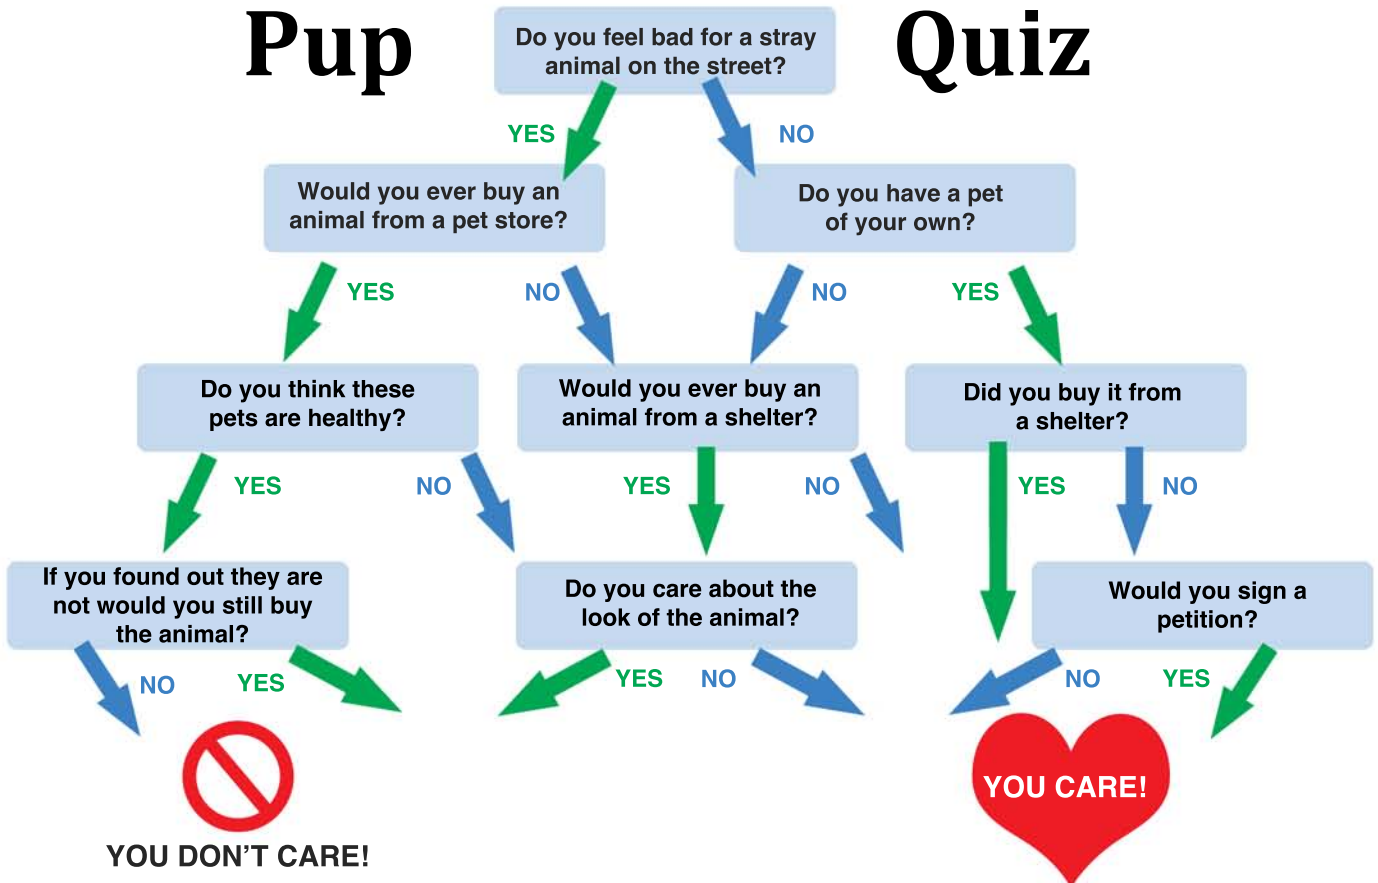 Pup Quiz
Do you feel bad for a stray
animal on the street?
YES
NO
Would you ever buy an
animal from a pet store?
Do you have a pet
of your own?
YES
NO
NO
YES
Do you think these
pets are healthy?
Would you ever buy an
animal from a shelter?
Did you buy it from
a shelter?
YES
NO
YES
NO
YES
NO
If you found out they are
not would you still buy
the animal?
Do you care about the
look of the animal?
Would you sign a
petition?
NO
YES
YES
NO
NO
YES
YOU DON'T CARE!
YOU CARE!